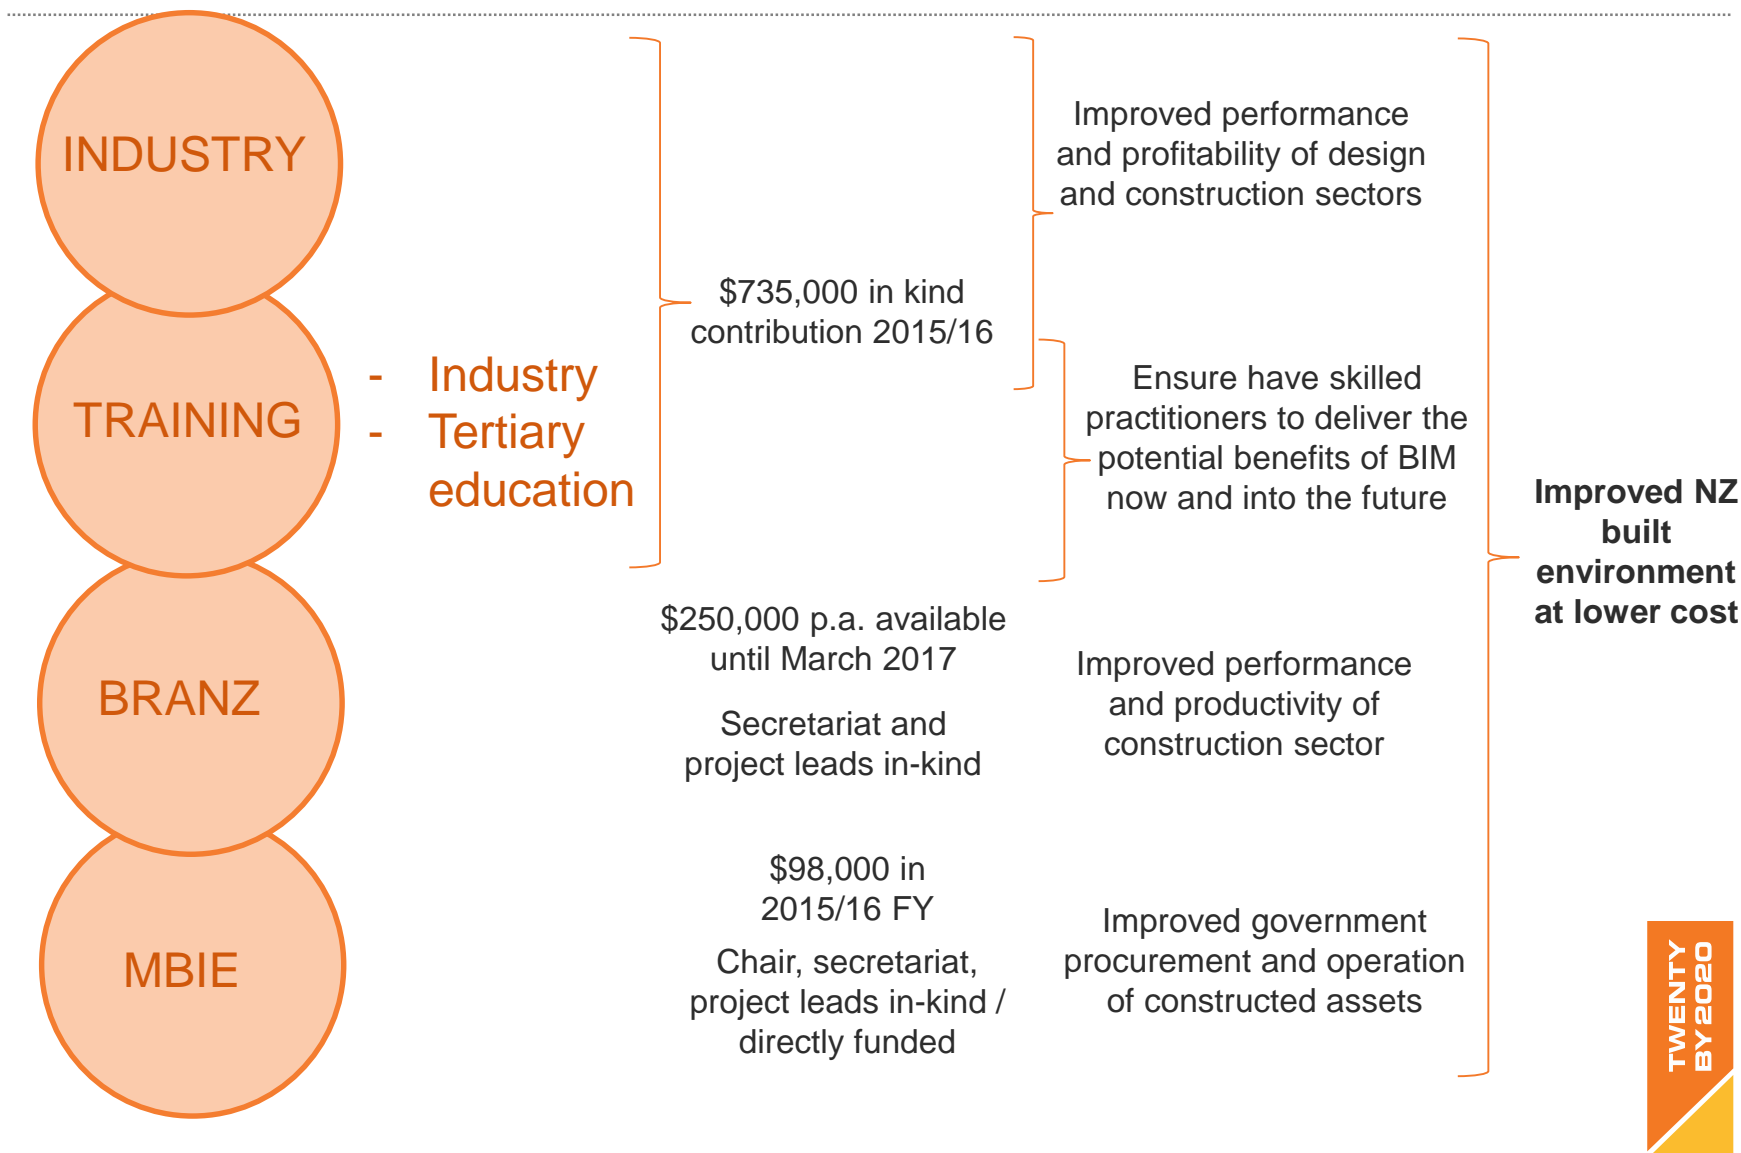 INDUSTRY
TRAINING
BRANZ
MBIE
- Industry
- Tertiary
education
$735,000 in kind
contribution 2015/16
$250,000 p.a. available
until March 2017
Secretariat and
project leads in-kind
$98,000 in
2015/16 FY
Chair, secretariat,
project leads in-kind /
directly funded
Improved performance
and profitability of design
and construction sectors
Ensure have skilled
practitioners to deliver the
potential benefits of BIM
now and into the future
Improved performance
and productivity of
construction sector
Improved government
procurement and operation
of constructed assets
Improved NZ
built
environment
at lower cost
TWENTY
BY 2020